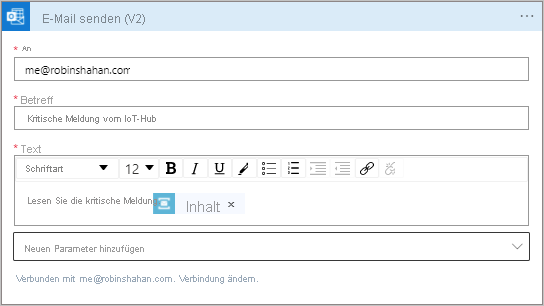 E-Mail senden (V2)
* An
me@robinshahan.com
* Betreff
Kritische Meldung vom IoT-Hub
* Text
Schriftart 12 B I U
Lesen Sie die kritische Meldun Inhalt ×
Neuen Parameter hinzufügen
Verbunden mit me@robinshahan.com. Verbindung ändern.